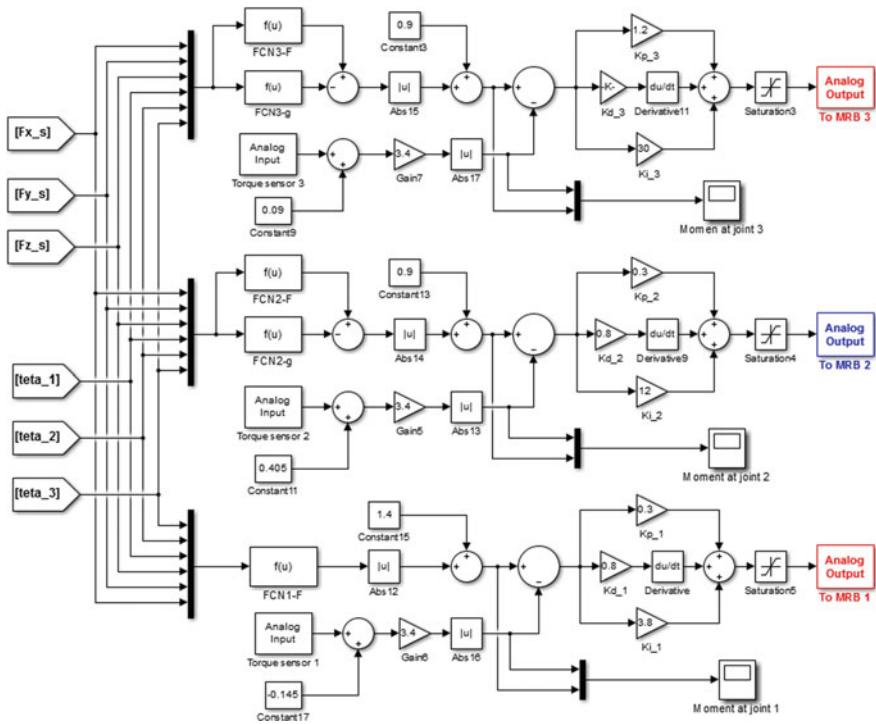 [Fx_s]
[Fy_s]
[Fz_s]
[teta_1]
[teta_2]
[teta_3]
f(u)
FCN3-F
0.9
Constant3
1.2
Kp_3
f(u)
FCN3-g
|u|
Abs15
-K-
Kd_3
du/dt
Derivative11
Saturation3
Analog
Output
To MRB 3
Analog
Input
Torque sensor 3
3.4
Gain7
|u|
Abs17
30
Ki_3
0.09
Constant9
Momen at joint 3
f(u)
FCN2-F
0.9
Constant13
0.3
Kp_2
f(u)
FCN2-g
|u|
Abs14
0.8
Kd_2
du/dt
Derivative9
Saturation4
Analog
Output
To MRB 2
Analog
Input
Torque sensor 2
3.4
Gain5
|u|
Abs13
12
Ki_2
0.405
Constant11
Moment at joint 2
1.4
Constant15
0.3
Kp_1
f(u)
FCN1-F
|u|
Abs12
0.8
Kd_1
du/dt
Derivative
Saturation5
Analog
Output
To MRB 1
Analog
Input
Torque sensor 1
3.4
Gain6
|u|
Abs16
3.8
Ki_1
-0.145
Constant17
Moment at joint 1